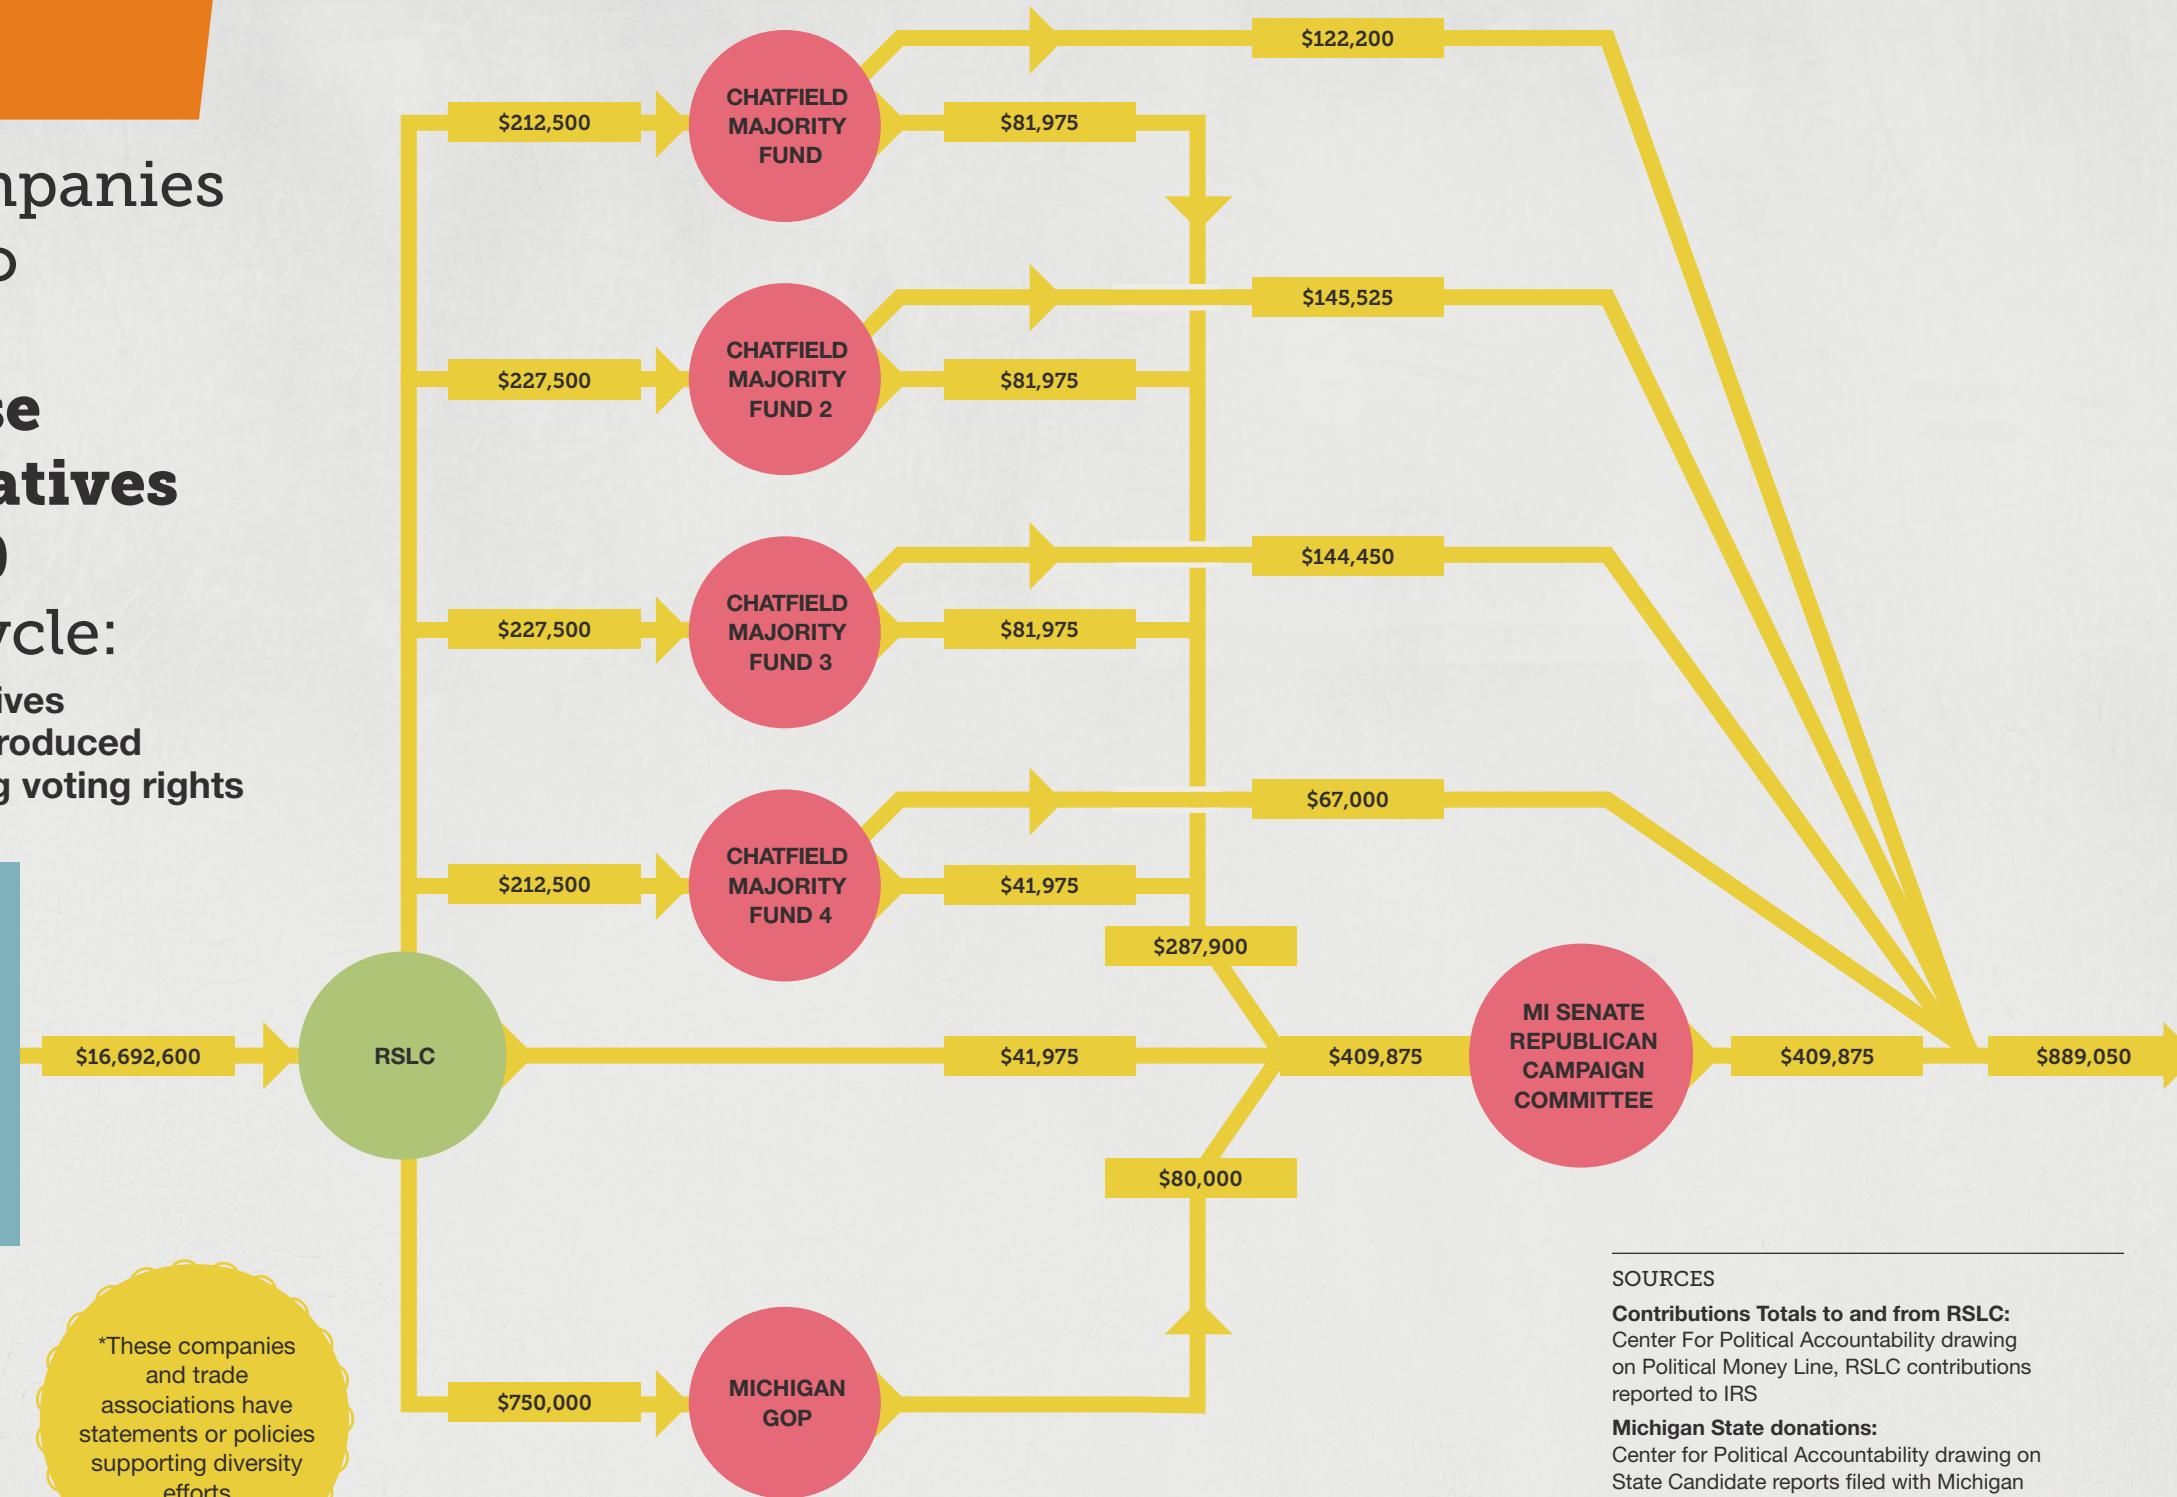 mpanies
o
se
atives
0
ycle:
ives
roduced
g voting rights
$16,692,600
RSLC
*These companies
and trade
associations have
statements or policies
supporting diversity
efforts
$212,500
CHATFIELD
MAJORITY
FUND
$122,200
$81,975
$227,500
CHATFIELD
MAJORITY
FUND 2
$145,525
$81,975
$227,500
CHATFIELD
MAJORITY
FUND 3
$144,450
$81,975
$212,500
CHATFIELD
MAJORITY
FUND 4
$67,000
$41,975
$287,900
$41,975
$409,875
MI SENATE
REPUBLICAN
CAMPAIGN
COMMITTEE
$409,875
$889,050
$80,000
$750,000
MICHIGAN
GOP
SOURCES
Contributions Totals to and from RSLC:
Center For Political Accountability drawing
on Political Money Line, RSLC contributions
reported to IRS
Michigan State donations:
Center for Political Accountability drawing on
State Candidate reports filed with Michigan